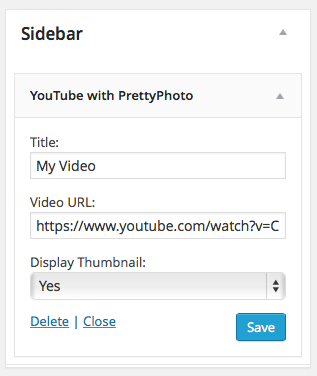 Sidebar
YouTube with PrettyPhoto
Title:
My Video
Video URL:
https://www.youtube.com/watch?v=C
Display Thumbnail:
Yes
Delete | Close
Save